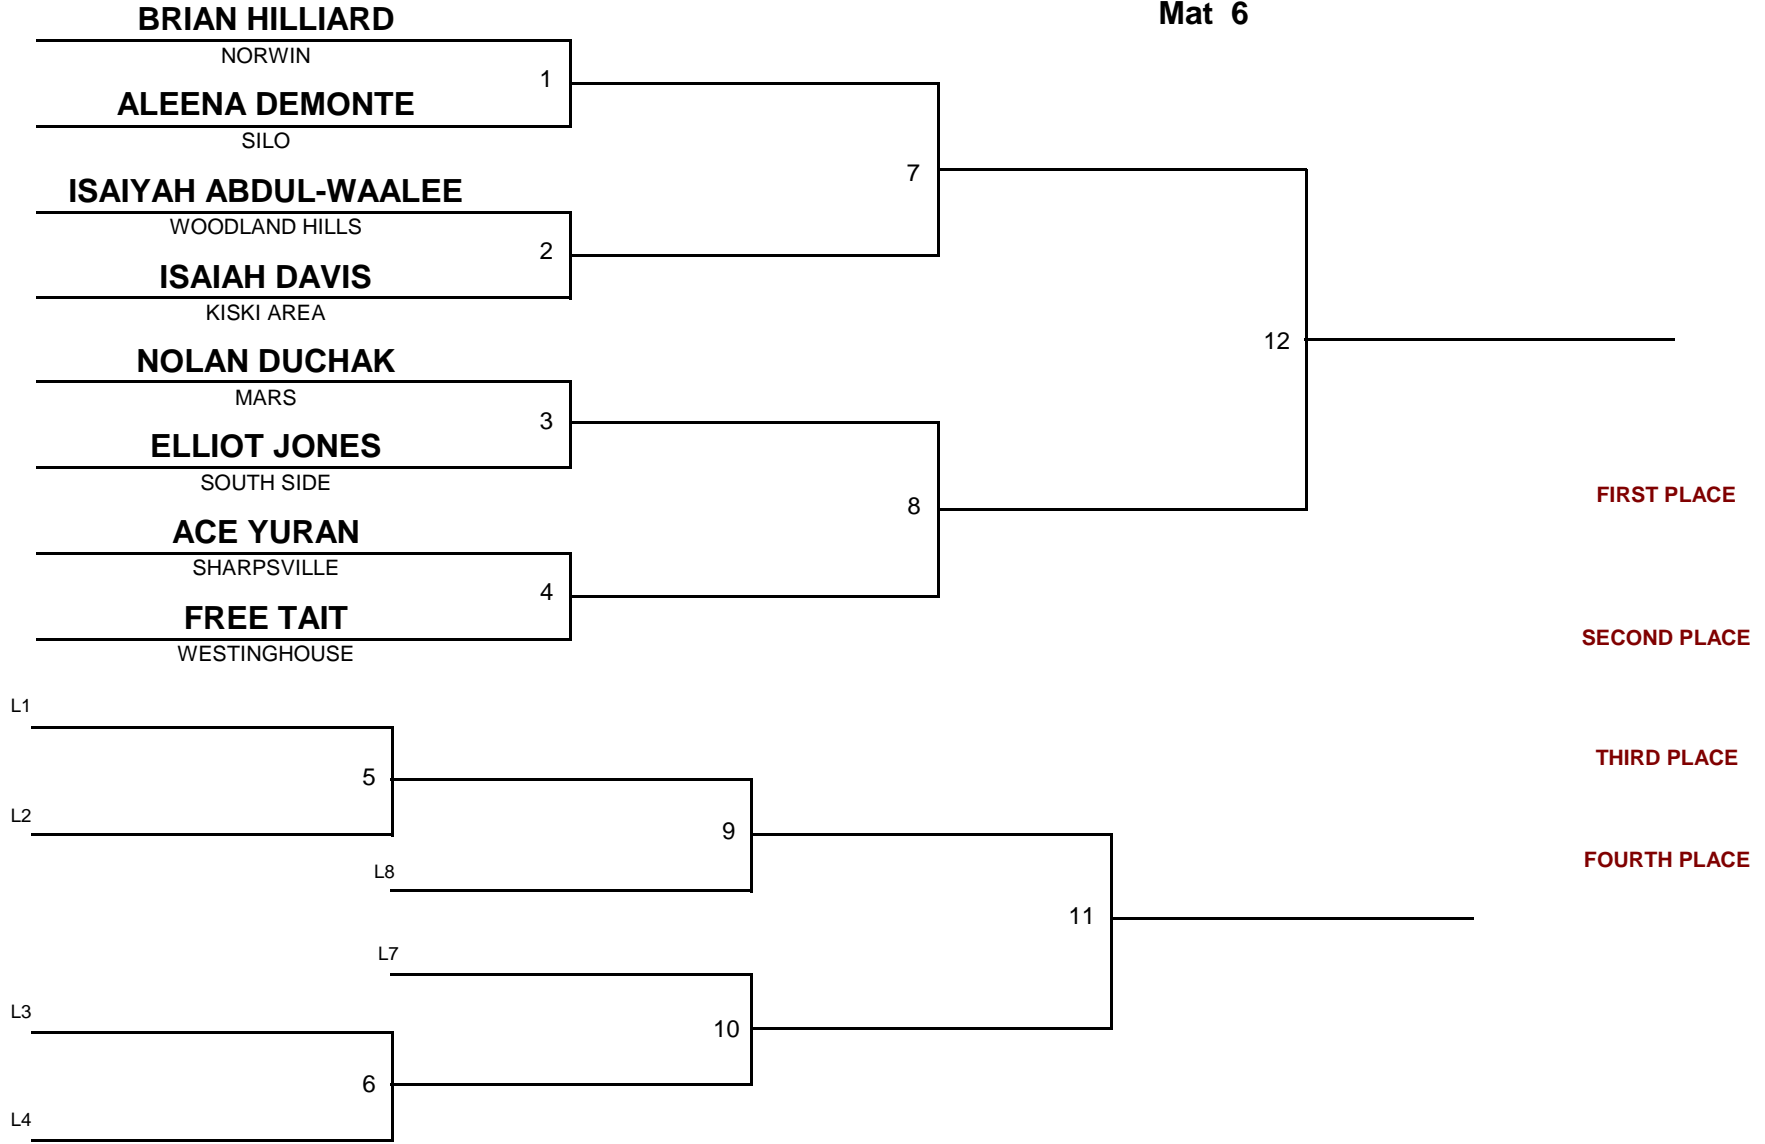 Mat 6
BRIAN HILLIARD
NORWIN
1
ALEENA DEMONTE
SILO
7
ISAIYAH ABDUL-WAALEE
WOODLAND HILLS
2
ISAIAH DAVIS
KISKI AREA
12
NOLAN DUCHAK
MARS
3
ELLIOT JONES
SOUTH SIDE
8
FIRST PLACE
ACE YURAN
SHARPSVILLE
4
FREE TAIT
WESTINGHOUSE
SECOND PLACE
L1
5
THIRD PLACE
L2
9
L8
FOURTH PLACE
11
L7
L3
10
6
L4